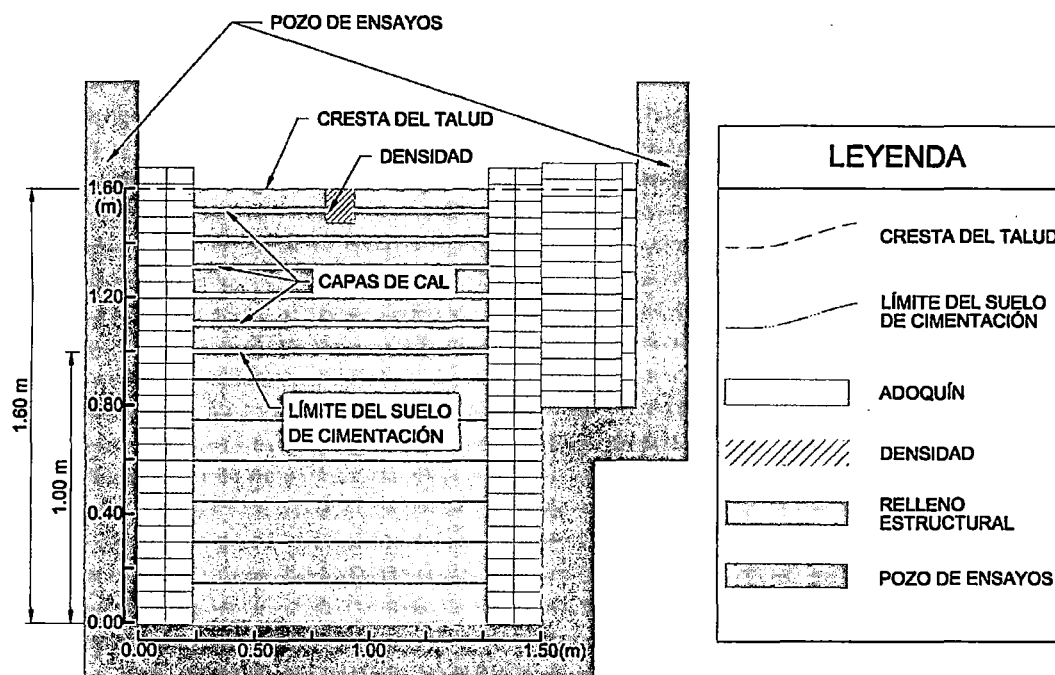 POZO DE ENSAYOS
CRESTA DEL TALUD
DENSIDAD
1.60
(m)
CAPAS DE CAL
1.20
LÍMITE DEL SUELO
DE CIMENTACIÓN
0.80
0.40
0.00
1.60 m
1.00 m
0.00
0.50
1.00
1.50(m)
LEYENDA
CRESTA DEL TALUD
LÍMITE DEL SUELO
DE CIMENTACIÓN
ADOQUÍN
DENSIDAD
RELLENO
ESTRUCTURAL
POZO DE ENSAYOS